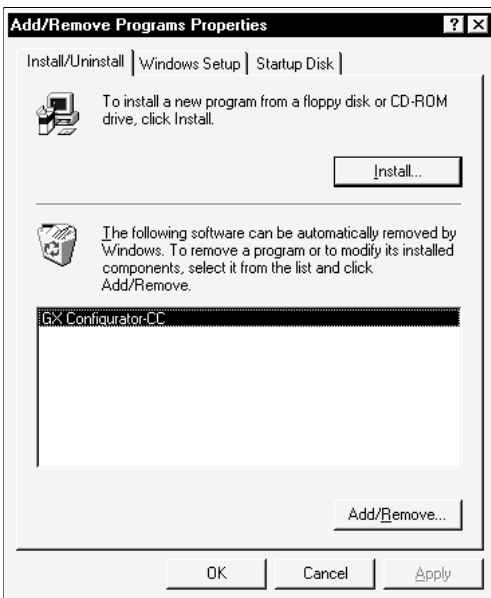 Add/Remove Programs Properties
Install/Uninstall Windows Setup Startup Disk
To install a new program from a floppy disk or CD-ROM
drive, click Install.
Install...
The following software can be automatically removed by
Windows. To remove a program or to modify its installed
components, select it from the list and click
Add/Remove.
GX Configurator-CC
Add/Remove...
OK Cancel Apply